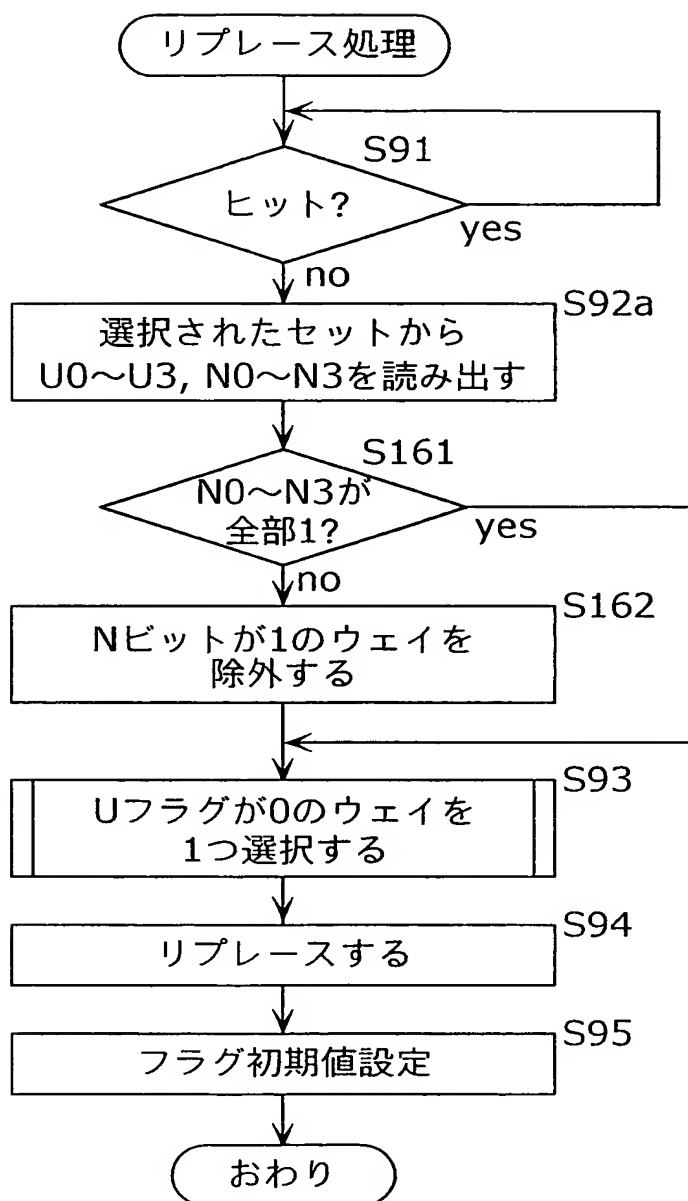 リプレース処理
S91
ヒット?
yes
no
S92a
選択されたセットから
U0～U3, N0～N3を読み出す
S161
N0～N3が
全部1?
yes
no
S162
Nビットが1のウェイを
除外する
S93
Uフラグが0のウェイを
1つ選択する
S94
リプレースする
S95
フラグ初期値設定
おわり